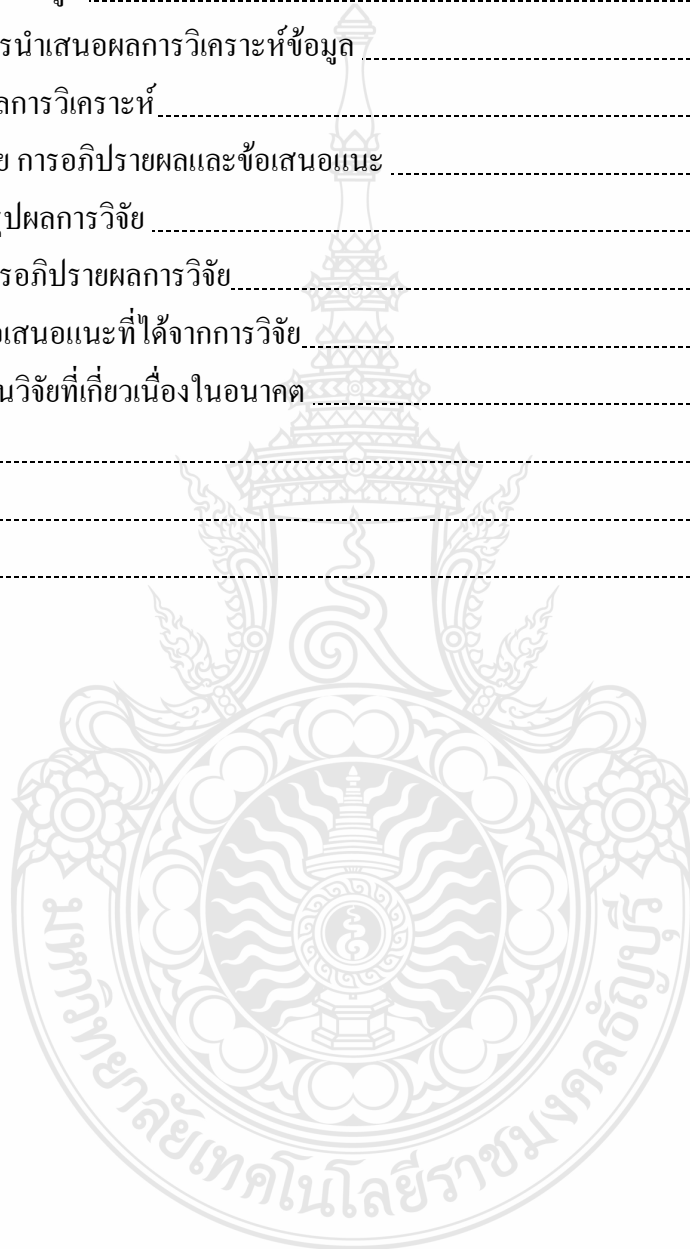 รนำเสนอผลการวิเคราะห์ข้อมูล
ลการวิเคราะห์
ย การอภิปรายผลและข้อเสนอแนะ
รุปผลการวิจัย
รอภิปรายผลการวิจัย
อเสนอแนะที่ได้จากการวิจัย
นวิจัยที่เกี่ยวเนื่องในอนาคต
มหาวิทยาลัยเทคโนโลยีราชมงคลธัญบุรี